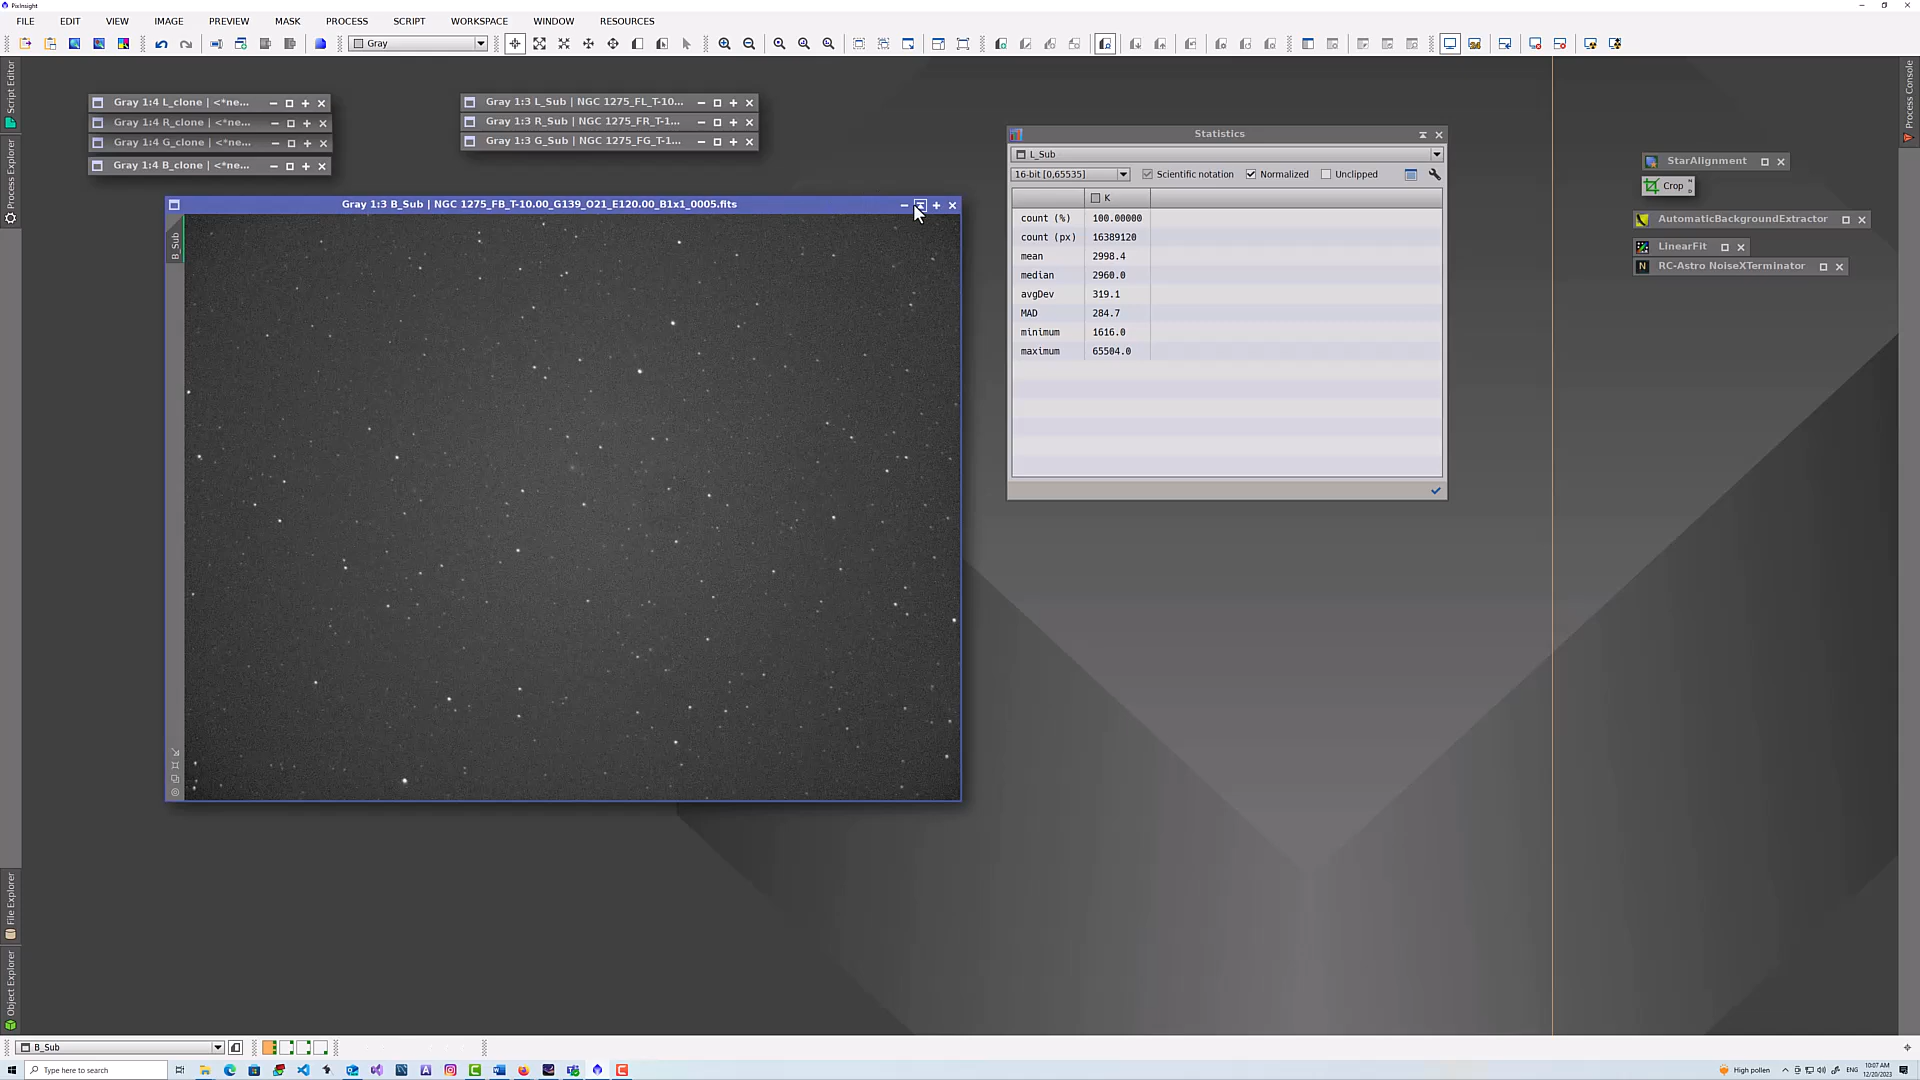 PixInsight
FILE EDIT VIEW IMAGE PREVIEW MASK PROCESS SCRIPT WORKSPACE WINDOW RESOURCES
Gray
Script Editor
Process Explorer
File Explorer
Object Explorer
Process Console
Gray 1:4 L_clone | <*ne...
Gray 1:4 R_clone | <*ne...
Gray 1:4 G_clone | <*ne...
Gray 1:4 B_clone | <*ne...
Gray 1:3 L_Sub | NGC 1275_FL_T-10...
Gray 1:3 R_Sub | NGC 1275_FR_T-1...
Gray 1:3 G_Sub | NGC 1275_FG_T-1...
Gray 1:3 B_Sub | NGC 1275_FB_T-10.00_G139_O21_E120.00_B1x1_0005.fits
B_Sub
Statistics
L_Sub
16-bit [0,65535] Scientific notation Normalized Unclipped
K
count (%) 100.00000
count (px) 16389120
mean 2998.4
median 2960.0
avgDev 319.1
MAD 284.7
minimum 1616.0
maximum 65504.0
StarAlignment
Crop
AutomaticBackgroundExtractor
LinearFit
N RC-Astro NoiseXTerminator
B_Sub
Type here to search
High pollen
ENG
10:07 AM
12/20/2023